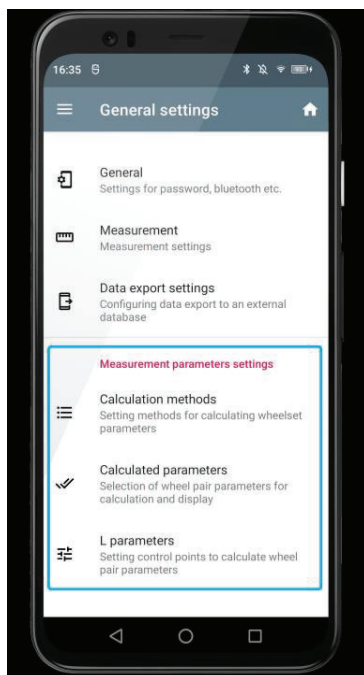 16:35
General settings
General
Settings for password, bluetooth etc.
Measurement
Measurement settings
Data export settings
Configuring data export to an external
database
Measurement parameters settings
Calculation methods
Setting methods for calculating wheelset
parameters
Calculated parameters
Selection of wheel pair parameters for
calculation and display
L parameters
Setting control points to calculate wheel
pair parameters